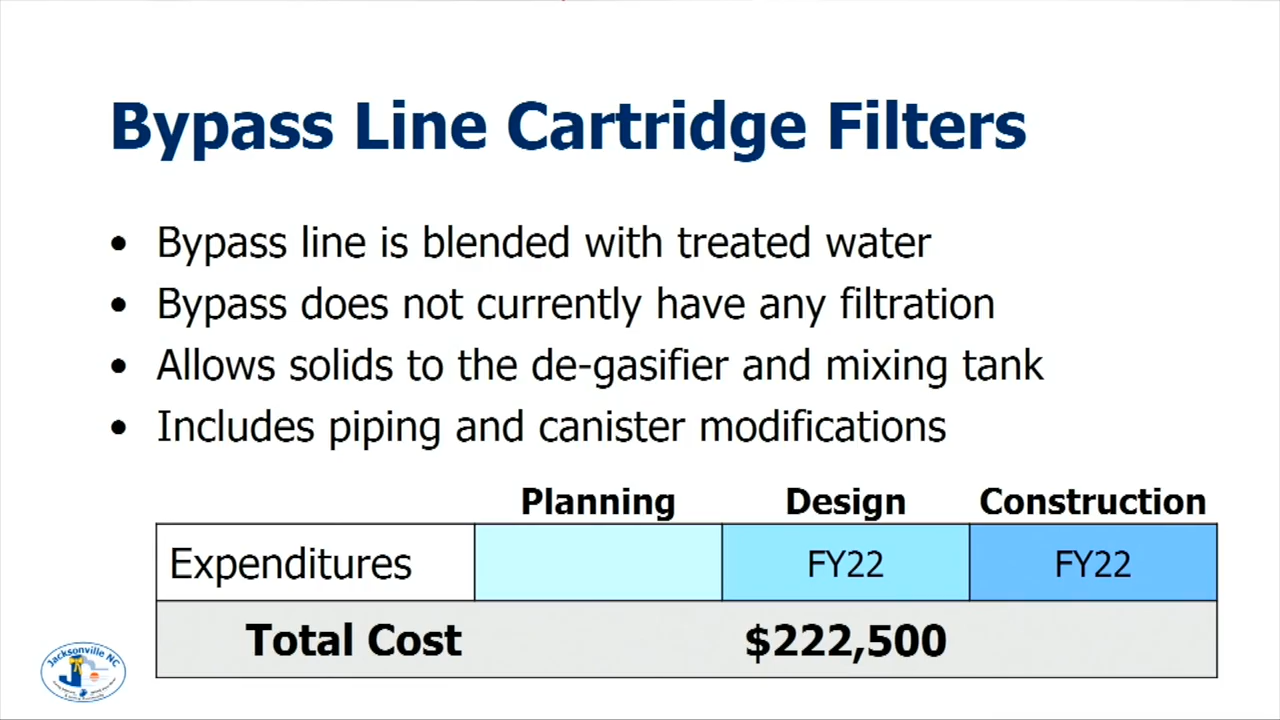 Bypass Line Cartridge Filters
• Bypass line is blended with treated water
• Bypass does not currently have any filtration
• Allows solids to the de-gasifier and mixing tank
• Includes piping and canister modifications
Planning Design Construction
Expenditures FY22 FY22
Total Cost $222,500
Jacksonville NC